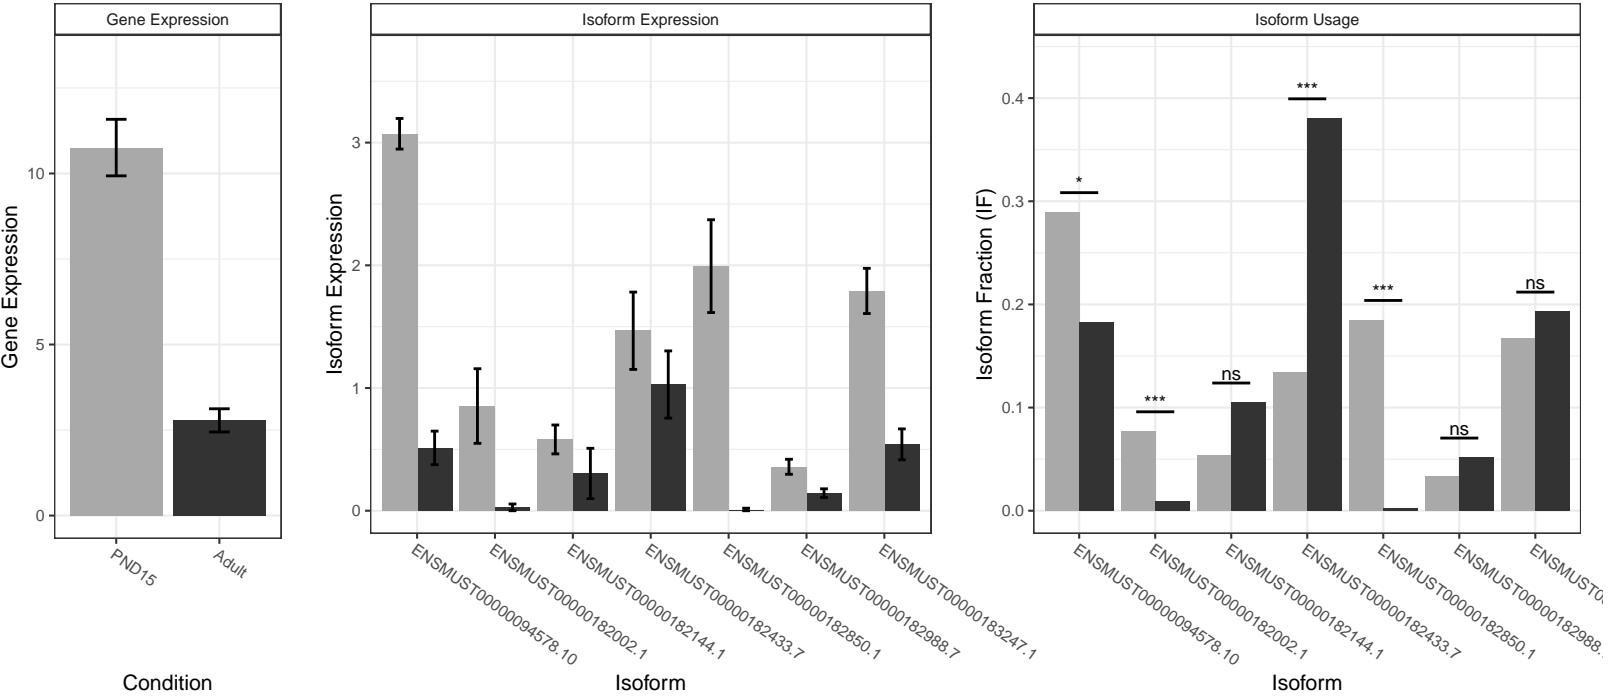 Gene Expression
Isoform Expression
Isoform Usage
Gene Expression
10
5
0
PND15
Adult
Condition
Isoform Expression
3
2
1
0
ENSMUST00000094578.10
ENSMUST00000182002.1
ENSMUST00000182144.1
ENSMUST00000182433.7
ENSMUST00000182850.1
ENSMUST00000182988.7
ENSMUST00000183247.1
Isoform
Isoform Fraction (IF)
0.4
0.3
0.2
0.1
0.0
*
***
ns
***
***
ns
ns
ENSMUST00000094578.10
ENSMUST00000182002.1
ENSMUST00000182144.1
ENSMUST00000182433.7
ENSMUST00000182850.1
ENSMUST00000182988.
Isoform